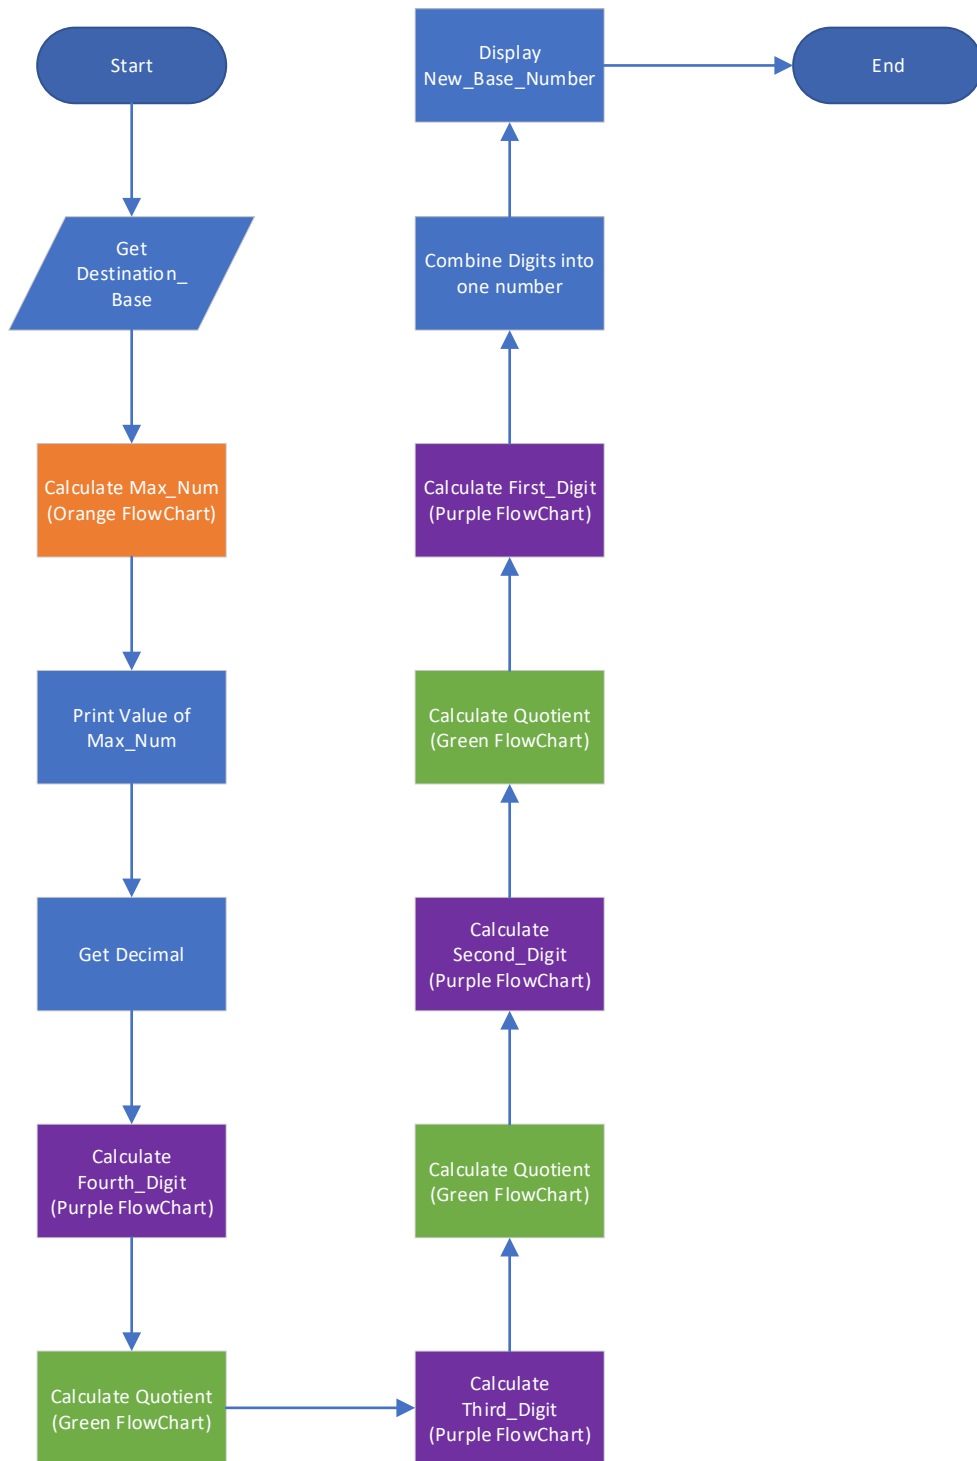 Start
Get
Destination_
Base
Calculate Max_Num
(Orange FlowChart)
Print Value of
Max_Num
Get Decimal
Calculate
Fourth_Digit
(Purple FlowChart)
Calculate Quotient
(Green FlowChart)
Calculate
Third_Digit
(Purple FlowChart)
Calculate Quotient
(Green FlowChart)
Calculate
Second_Digit
(Purple FlowChart)
Calculate Quotient
(Green FlowChart)
Calculate First_Digit
(Purple FlowChart)
Combine Digits into
one number
Display
New_Base_Number
End